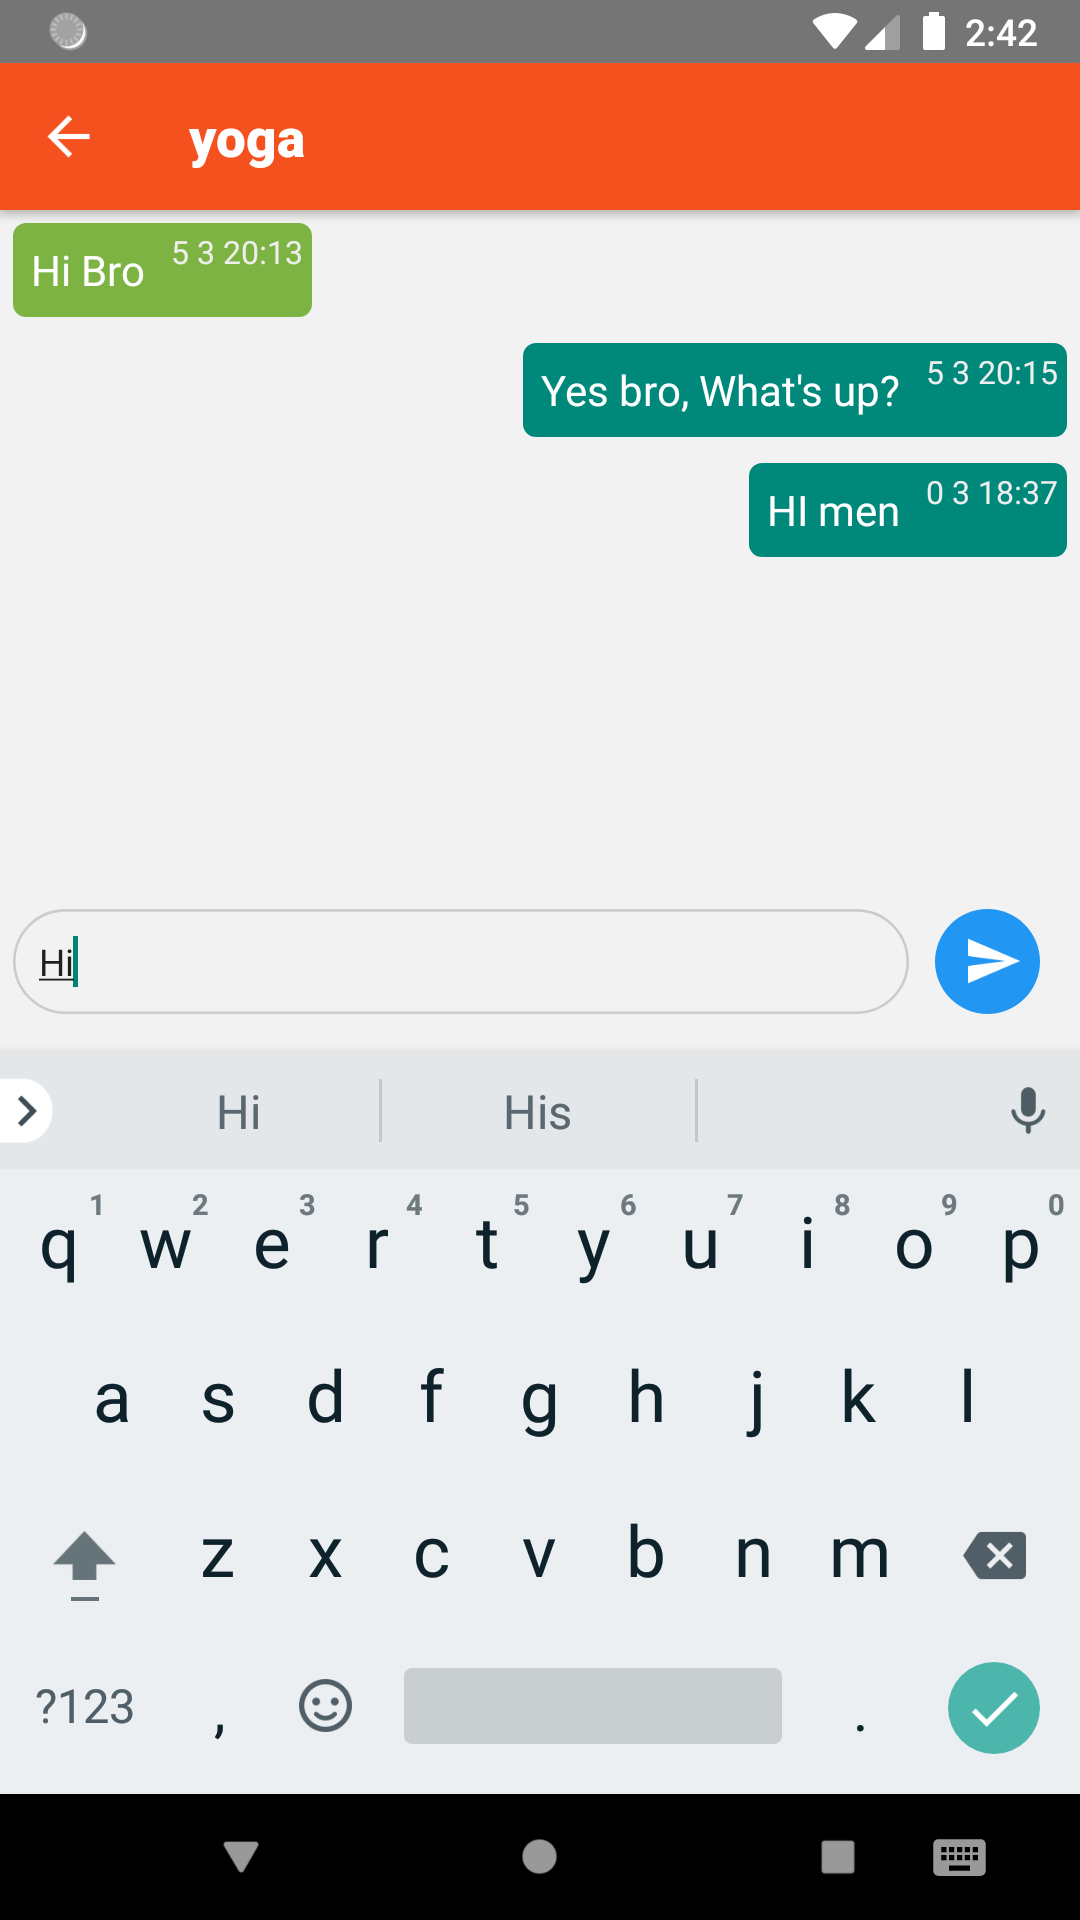 2:42
yoga
Hi Bro 5 3 20:13
Yes bro, What's up? 5 3 20:15
HI men 0 3 18:37
Hi
Hi His
1 2 3 4 5 6 7 8 9 0
q w e r t y u i o p
a s d f g h j k l
z x c v b n m
?123 , .